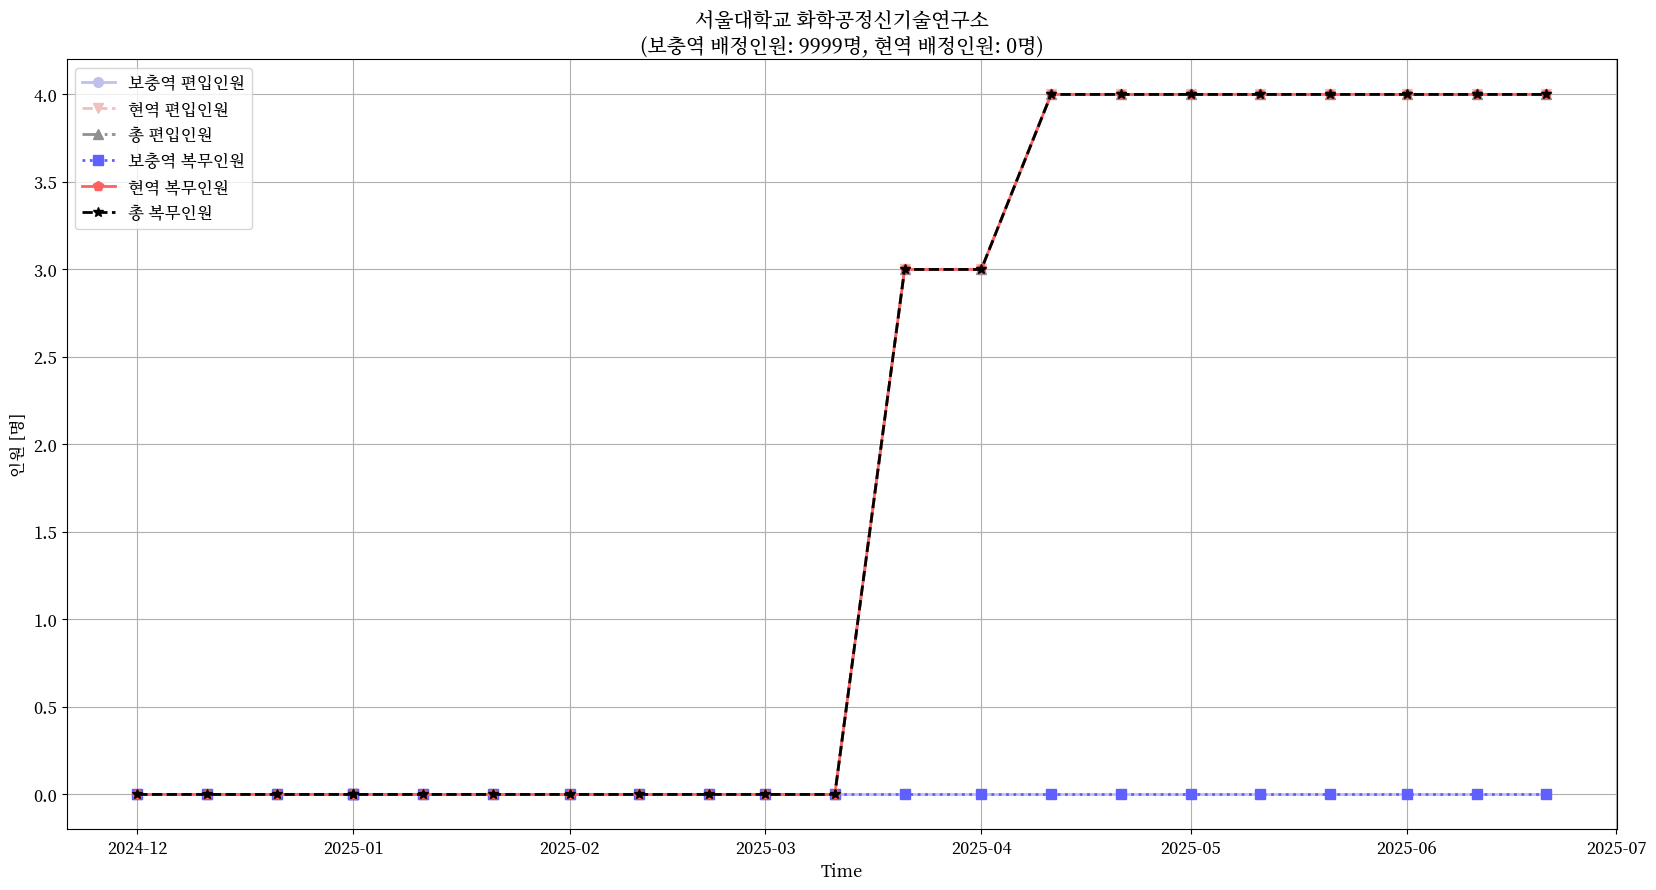 서울대학교 화학공정신기술연구소
(보충역 배정인원: 9999명, 현역 배정인원: 0명)
보충역 편입인원
현역 편입인원
총 편입인원
보충역 복무인원
현역 복무인원
총 복무인원
4.0
3.5
3.0
2.5
2.0
1.5
1.0
0.5
0.0
인원 [명]
2024-12
2025-01
2025-02
2025-03
2025-04
2025-05
2025-06
2025-07
Time